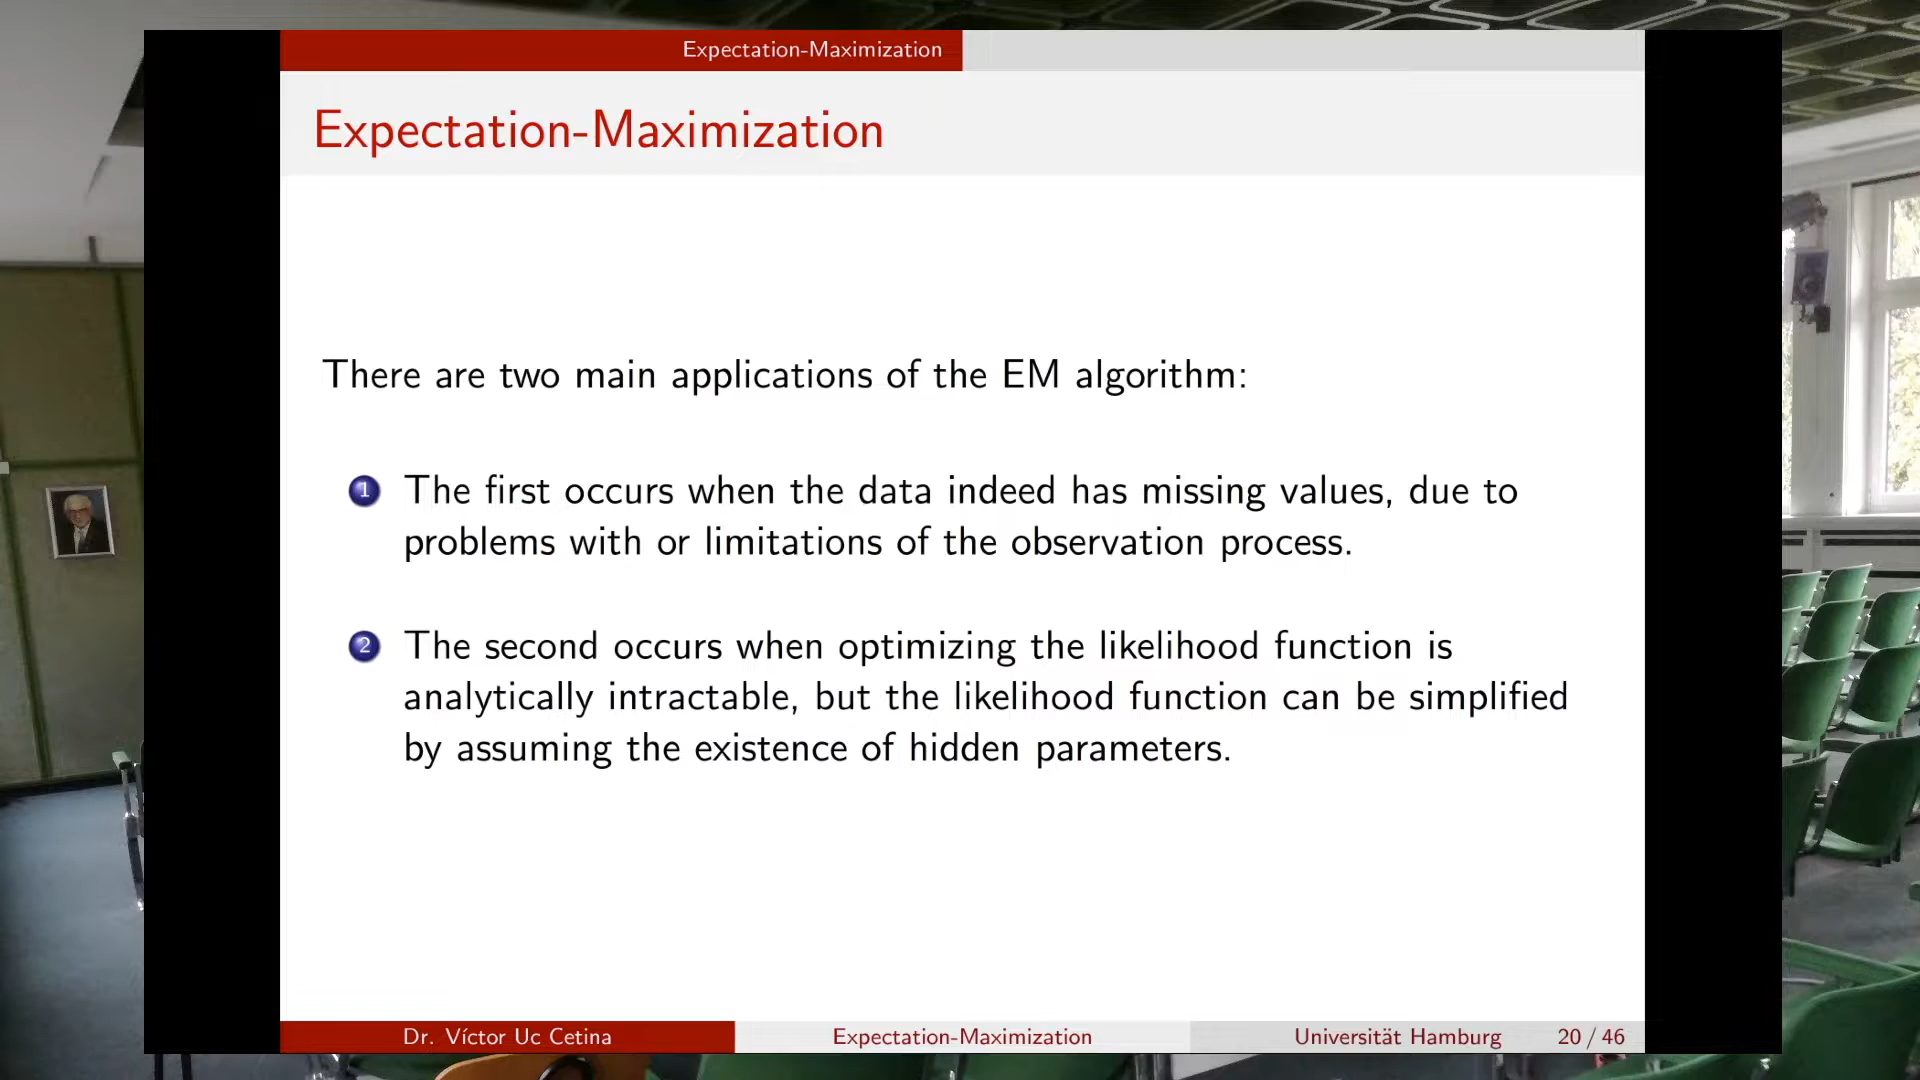 Expectation-Maximization
Expectation-Maximization
There are two main applications of the EM algorithm:
1 The first occurs when the data indeed has missing values, due to
problems with or limitations of the observation process.
2 The second occurs when optimizing the likelihood function is
analytically intractable, but the likelihood function can be simplified
by assuming the existence of hidden parameters.
Dr. Víctor Uc Cetina Expectation-Maximization Universität Hamburg 20 / 46